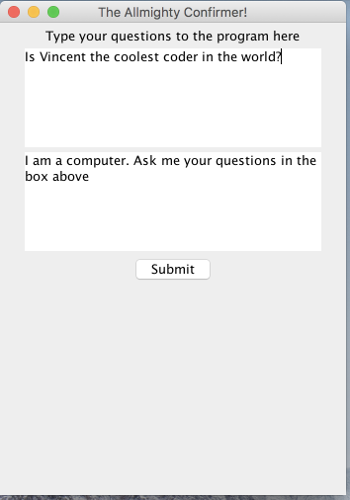 The Allmighty Confirmer!
Type your questions to the program here
Is Vincent the coolest coder in the world?
I am a computer. Ask me your questions in the
box above
Submit